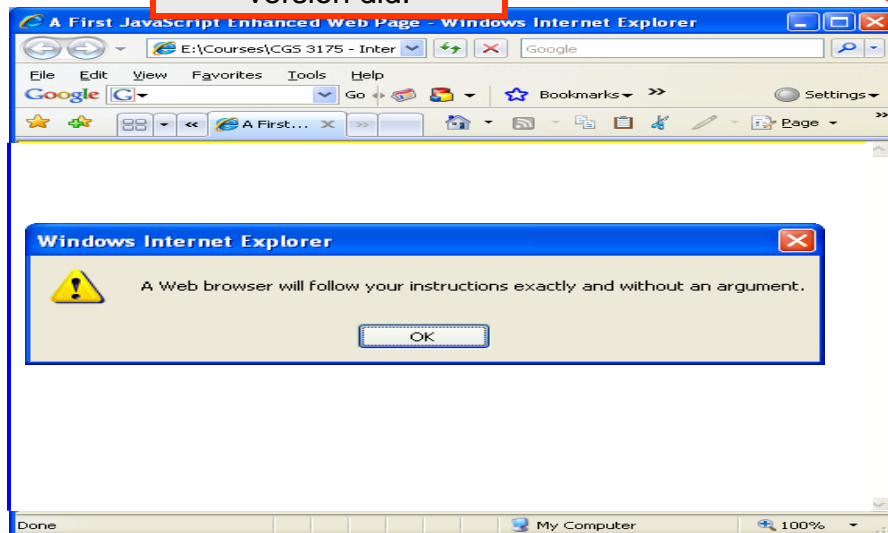 version did.
A First JavaScript Enhanced Web Page - Windows Internet Explorer
E:\Courses\CGS 3175 - Inter
Google
File Edit View Favorites Tools Help
Google G Go Bookmarks >> Settings
« A First... × >> Page >>
Windows Internet Explorer
A Web browser will follow your instructions exactly and without an argument.
OK
Done My Computer 100%